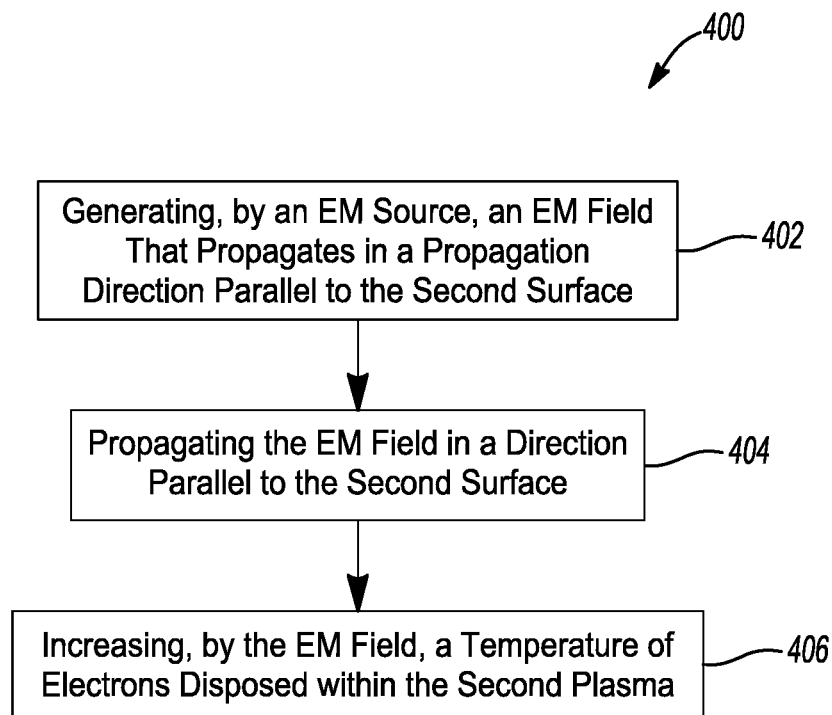 400
Generating, by an EM Source, an EM Field
That Propagates in a Propagation
Direction Parallel to the Second Surface
402
Propagating the EM Field in a Direction
Parallel to the Second Surface
404
Increasing, by the EM Field, a Temperature of
Electrons Disposed within the Second Plasma
406